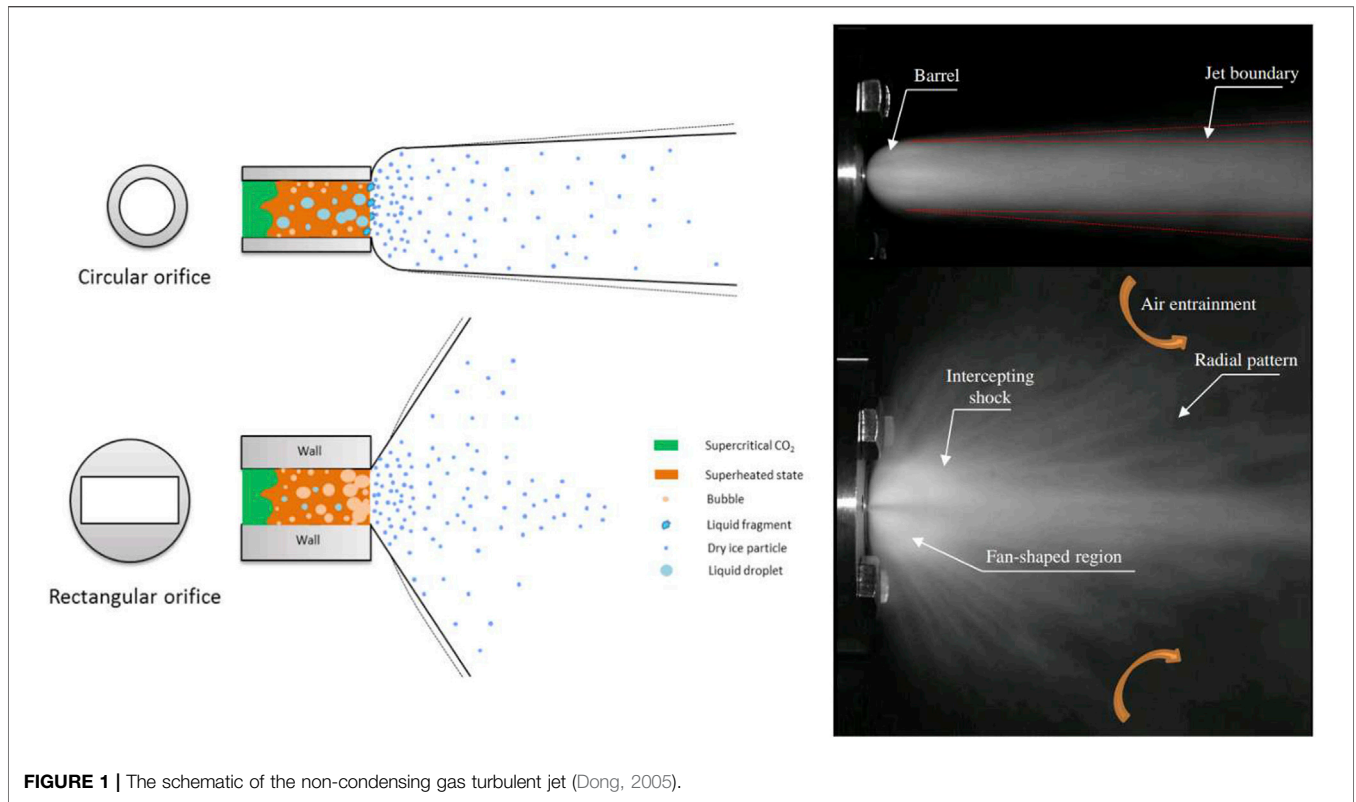 Circular orifice
Rectangular orifice
Wall
Wall
Supercritical CO₂
Superheated state
Bubble
Liquid fragment
Dry ice particle
Liquid droplet
Barrel
Jet boundary
Air entrainment
Radial pattern
Intercepting
shock
Fan-shaped region
FIGURE 1 | The schematic of the non-condensing gas turbulent jet (Dong, 2005).